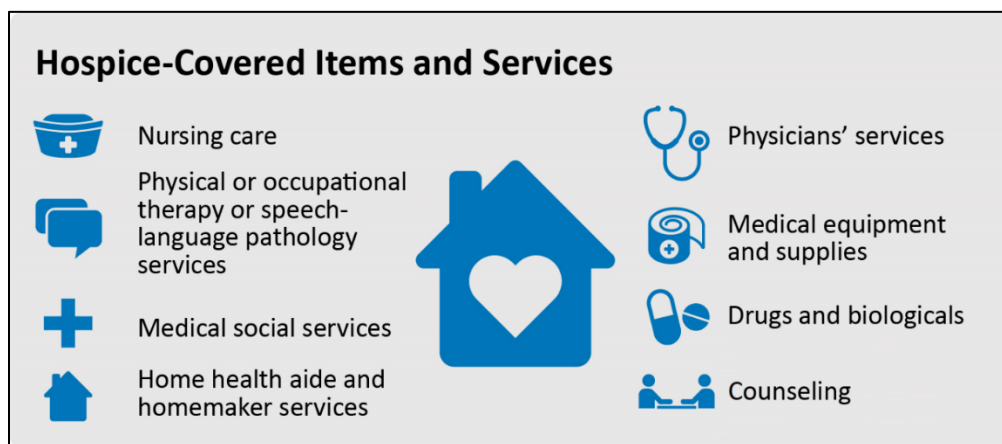 Hospice-Covered Items and Services
Nursing care
Physical or occupational
therapy or speech-
language pathology
services
Medical social services
Home health aide and
homemaker services
Physicians’ services
Medical equipment
and supplies
Drugs and biologicals
Counseling